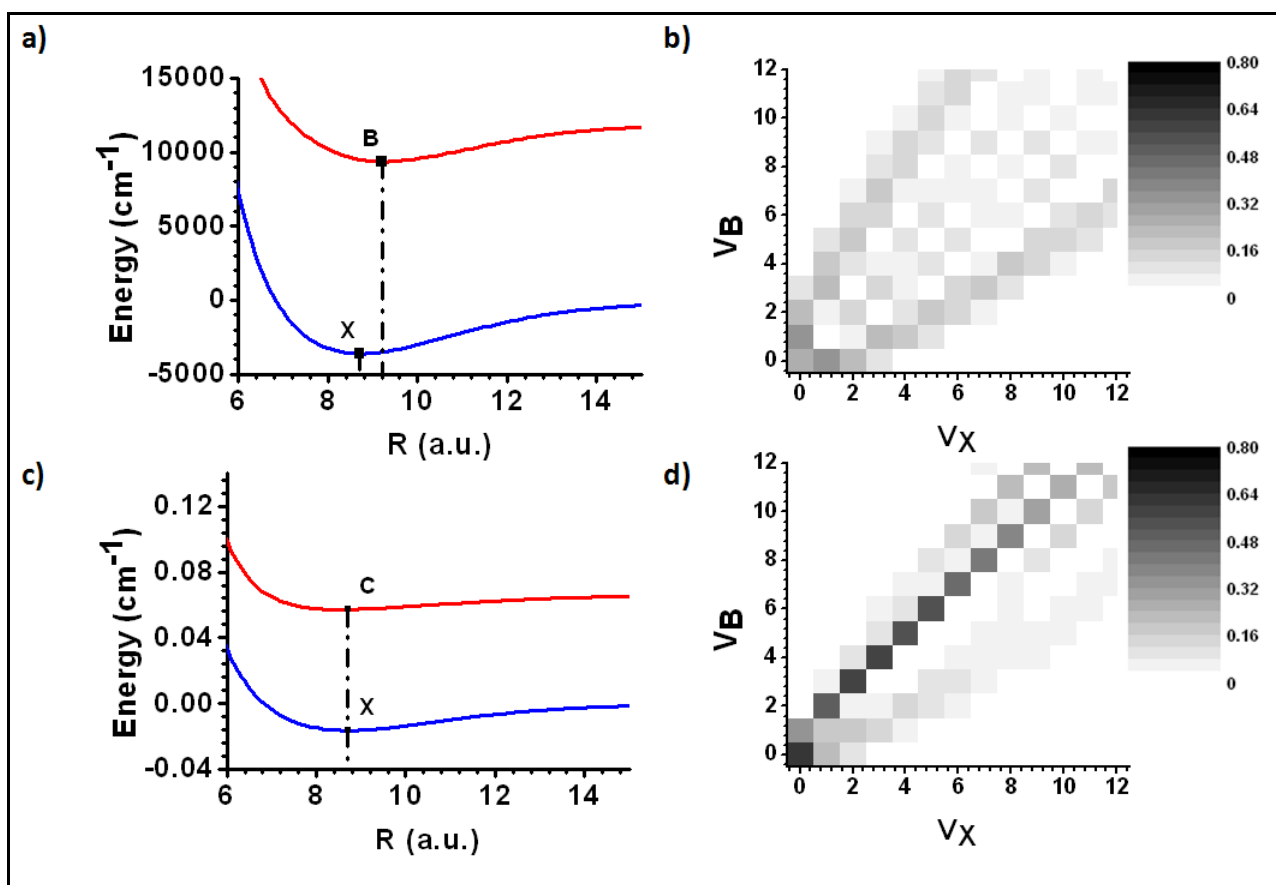 a)
15000
10000
5000
0
-5000
Energy (cm⁻¹)
B
X
6 8 10 12 14
R (a.u.)
b)
12
10
8
6
4
2
0
VB
0 2 4 6 8 10 12
VX
0.80
0.64
0.48
0.32
0.16
0
c)
0.12
0.08
0.04
0.00
-0.04
Energy (cm⁻¹)
C
X
6 8 10 12 14
R (a.u.)
d)
12
10
8
6
4
2
0
VB
0 2 4 6 8 10 12
VX
0.80
0.64
0.48
0.32
0.16
0